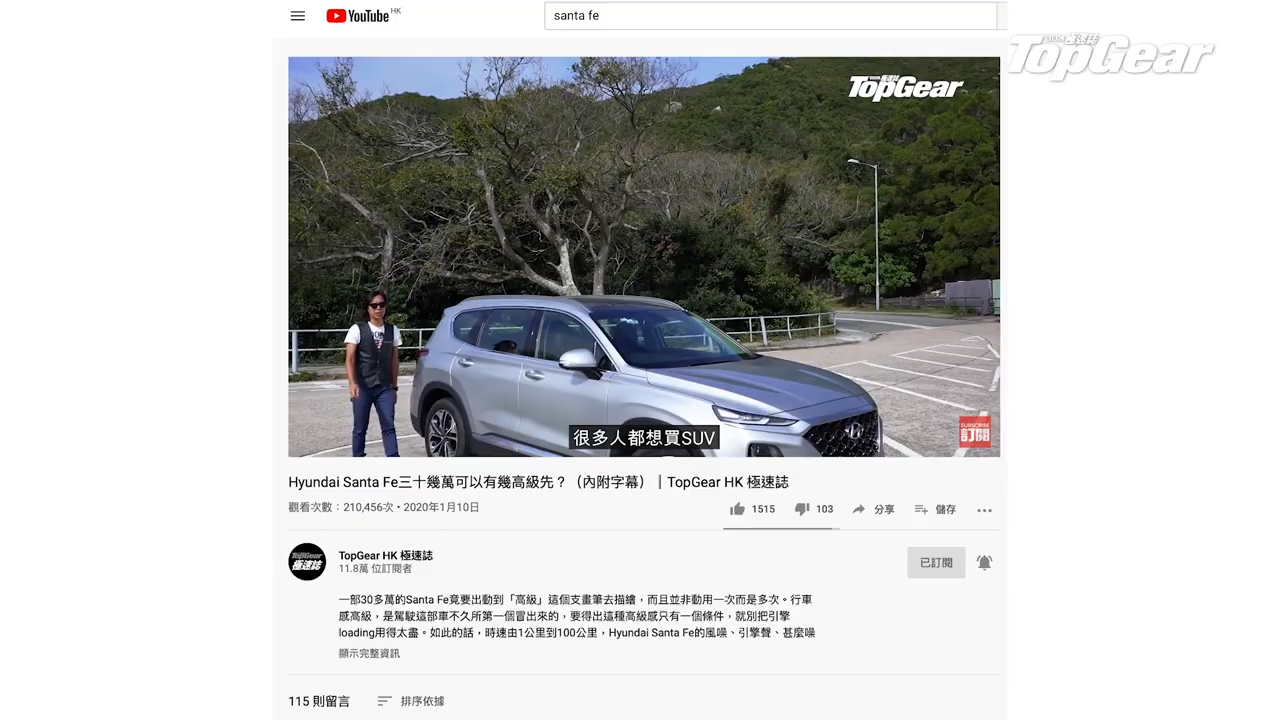 YouTube HK
santa fe
極速誌
TopGear
極速誌
TopGear
很多人都想買SUV
SUBSCRIBE
訂閱
Hyundai Santa Fe三十幾萬可以有幾高級先？（內附字幕）｜TopGear HK 極速誌
觀看次數：210,456次 • 2020年1月10日
1515
103
分享
儲存
TopGear
極速誌
TopGear HK 極速誌
11.8萬 位訂閱者
已訂閱
一部30多萬的Santa Fe竟要出動到「高級」這個支畫筆去描繪，而且並非動用一次而是多次。行車
感高級，是駕駛這部車不久所第一個冒出來的，要得出這種高級感只有一個條件，就別把引擎
loading用得太盡。如此的話，時速由1公里到100公里，Hyundai Santa Fe的風噪、引擎聲、甚麼噪
顯示完整資訊
115 則留言
排序依據